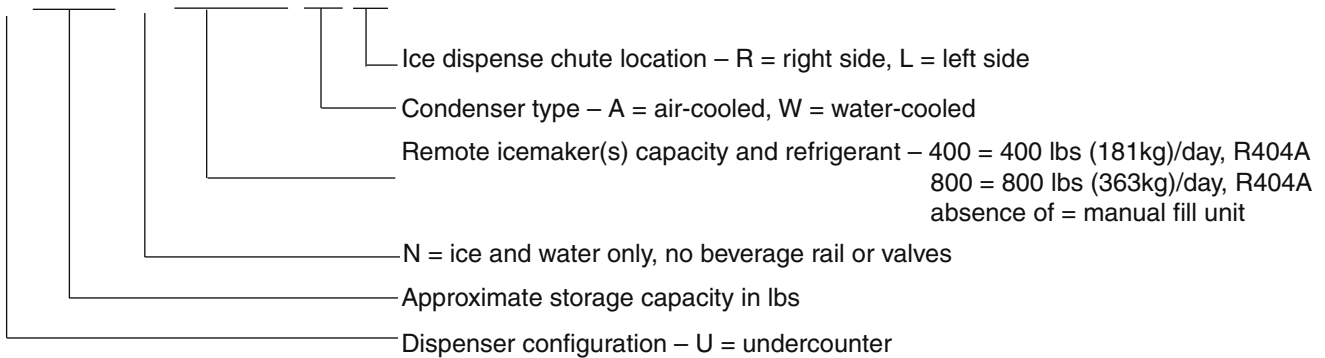 Ice dispense chute location – R = right side, L = left side
Condenser type – A = air-cooled, W = water-cooled
Remote icemaker(s) capacity and refrigerant – 400 = 400 lbs (181kg)/day, R404A
800 = 800 lbs (363kg)/day, R404A
absence of = manual fill unit
N = ice and water only, no beverage rail or valves
Approximate storage capacity in lbs
Dispenser configuration – U = undercounter